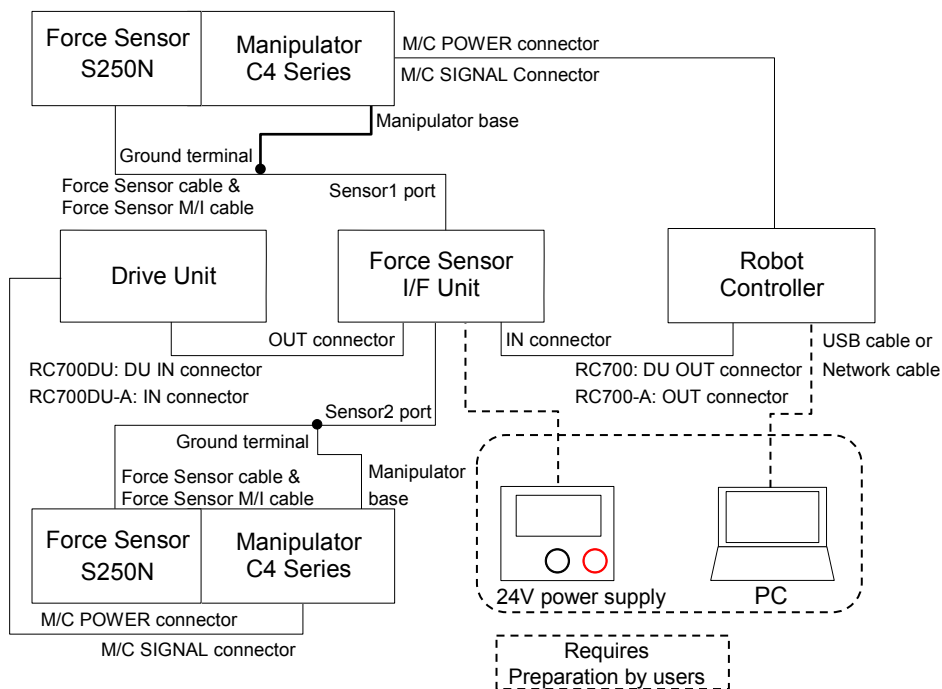 Force Sensor
S250N
Manipulator
C4 Series
M/C POWER connector
M/C SIGNAL Connector
Manipulator base
Ground terminal
Force Sensor cable &
Force Sensor M/I cable
Sensor1 port
Drive Unit
Force Sensor
I/F Unit
Robot
Controller
OUT connector
IN connector
USB cable or
Network cable
RC700DU: DU IN connector
RC700DU-A: IN connector
RC700: DU OUT connector
RC700-A: OUT connector
Sensor2 port
Ground terminal
Force Sensor cable &
Force Sensor M/I cable
Manipulator
base
Force Sensor
S250N
Manipulator
C4 Series
24V power supply
PC
M/C POWER connector
M/C SIGNAL connector
Requires
Preparation by users